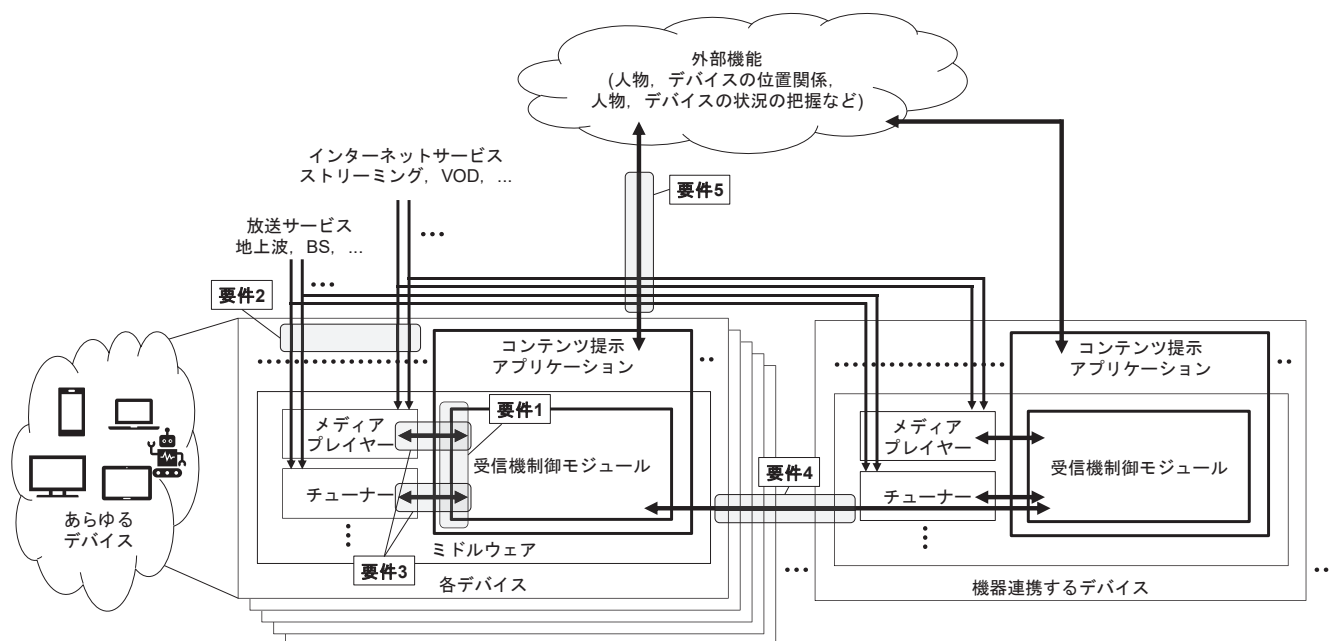 外部機能
(人物，デバイスの位置関係，
人物，デバイスの状況の把握など)
インターネットサービス
ストリーミング，VOD，...
要件5
放送サービス
地上波，BS，...
要件2
コンテンツ提示
アプリケーション
要件1
メディア
プレイヤー
受信機制御モジュール
チューナー
要件3
ミドルウェア
各デバイス
あらゆる
デバイス
要件4
コンテンツ提示
アプリケーション
メディア
プレイヤー
受信機制御モジュール
チューナー
機器連携するデバイス